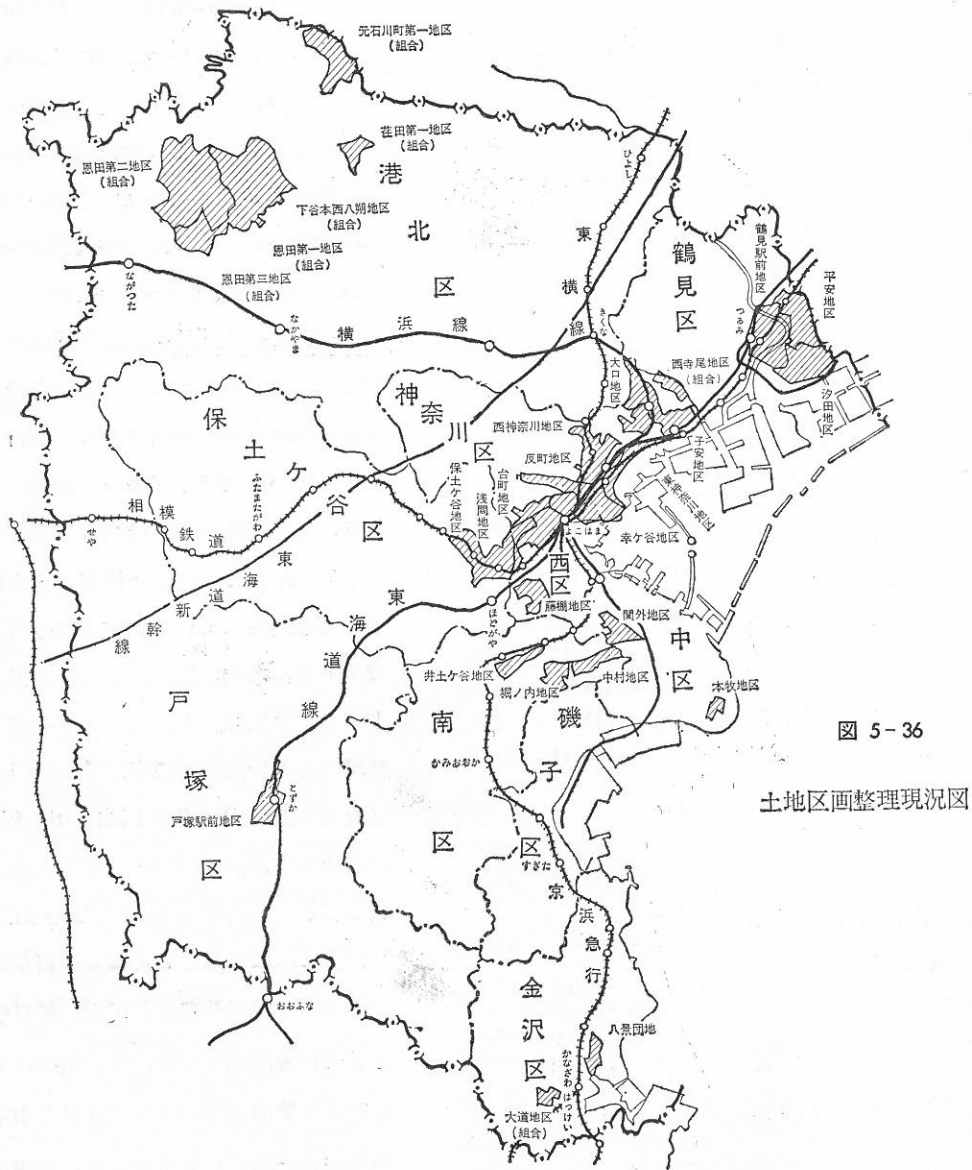 元石川町第一地区
(組合)
荏田第一地区
(組合)
恩田第二地区
(組合)
下谷本西八朔地区
(組合)
恩田第一地区
(組合)
恩田第三地区
(組合)
港北区
ひよし
東横線
鶴見区
鶴見駅前地区
平安地区
ながつた
なかやま
横浜線
きくな
つるみ
大口地区
西寺尾地区
(組合)
汐田地区
保土ケ谷区
神奈川区
西神奈川地区
反町地区
台町地区
浅間地区
保土ケ谷地区
子安地区
東神奈川地区
幸ケ谷地区
よこはま
ふたまたがわ
相模鉄道
せや
東海道新幹線
西区
藤棚地区
関外地区
中区
ほどがや
東海道線
井土ケ谷地区
堀ノ内地区
中村地区
本牧地区
戸塚区
南区
磯子区
かみおおか
すぎた
とずか
戸塚駅前地区
京浜急行
おおふな
金沢区
八景団地
かなざわはつけい
大道地区
(組合)
図 5-36
土地区画整理現況図